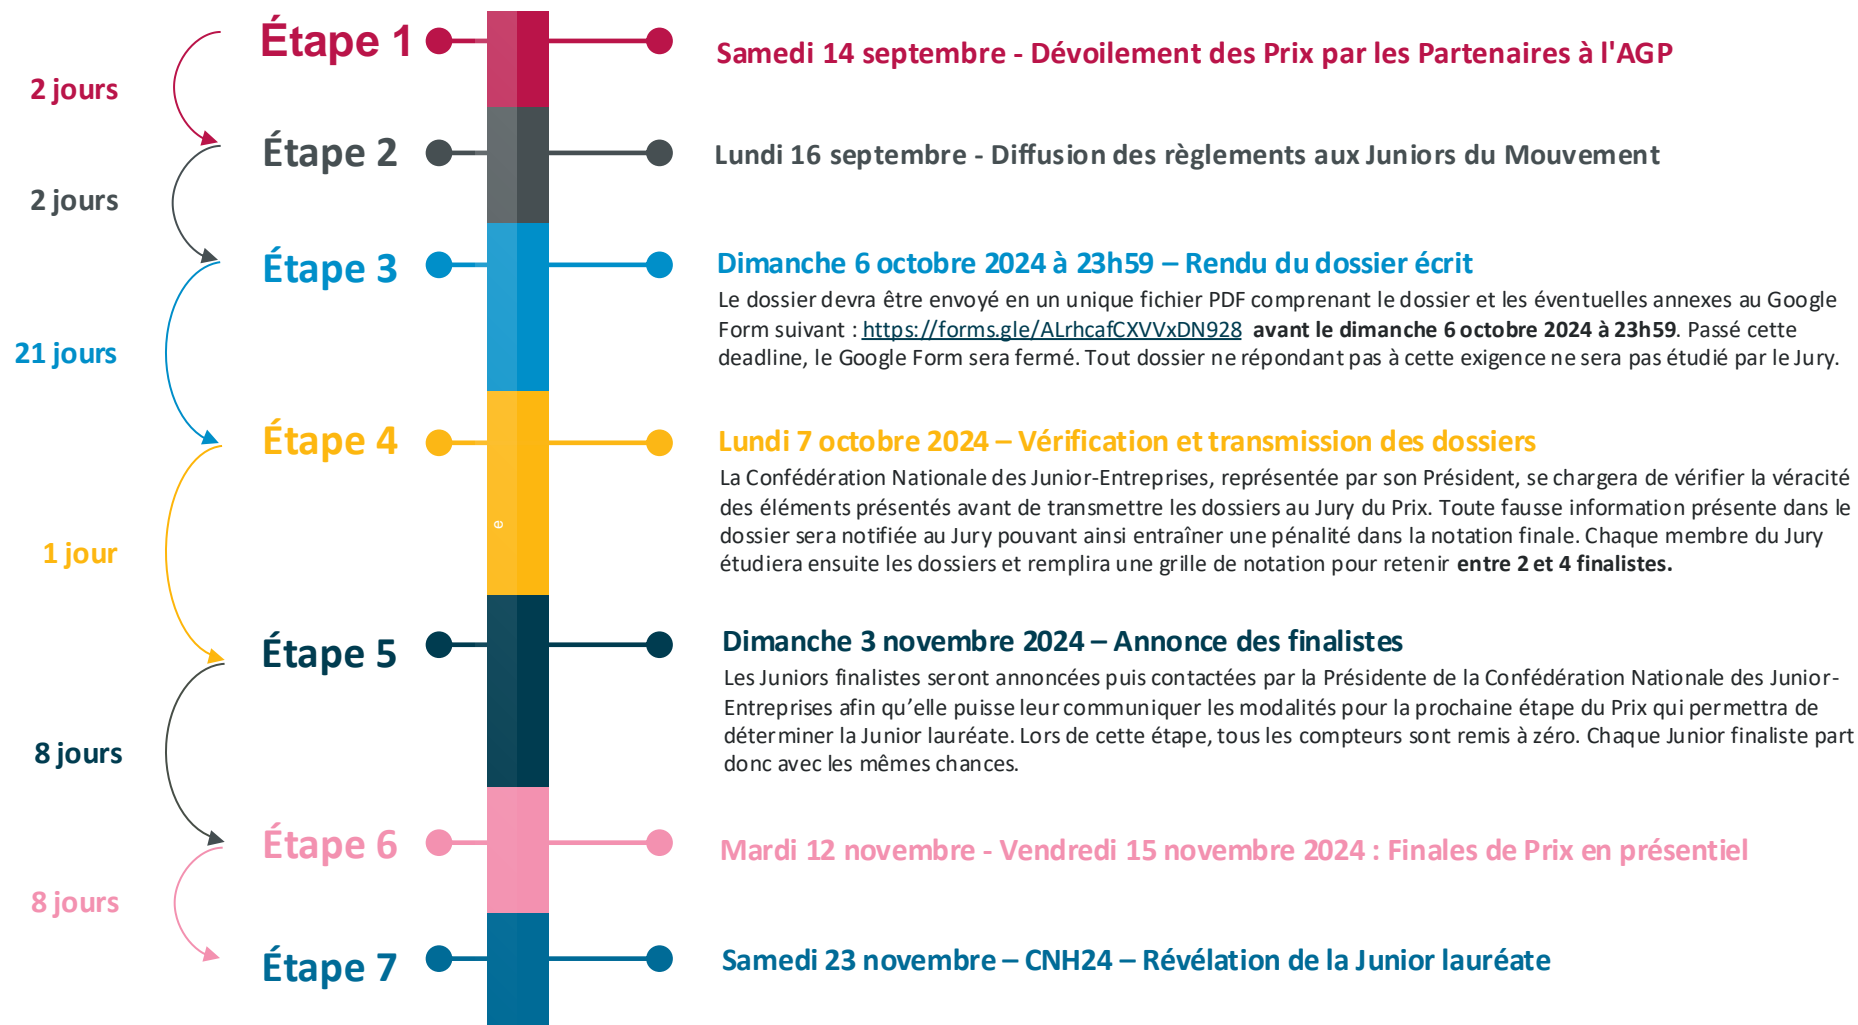 Étape 1
Samedi 14 septembre - Dévoilement des Prix par les Partenaires à l'AGP
2 jours
Étape 2
Lundi 16 septembre - Diffusion des règlements aux Juniors du Mouvement
2 jours
Étape 3
Dimanche 6 octobre 2024 à 23h59 – Rendu du dossier écrit
Le dossier devra être envoyé en un unique fichier PDF comprenant le dossier et les éventuelles annexes au Google
Form suivant : https://forms.gle/ALrhcafCXVVxDN928 avant le dimanche 6 octobre 2024 à 23h59. Passé cette
deadline, le Google Form sera fermé. Tout dossier ne répondant pas à cette exigence ne sera pas étudié par le Jury.
21 jours
Étape 4
Lundi 7 octobre 2024 – Vérification et transmission des dossiers
La Confédération Nationale des Junior-Entreprises, représentée par son Président, se chargera de vérifier la véracité
des éléments présentés avant de transmettre les dossiers au Jury du Prix. Toute fausse information présente dans le
dossier sera notifiée au Jury pouvant ainsi entraîner une pénalité dans la notation finale. Chaque membre du Jury
étudiera ensuite les dossiers et remplira une grille de notation pour retenir entre 2 et 4 finalistes.
e
1 jour
Étape 5
Dimanche 3 novembre 2024 – Annonce des finalistes
Les Juniors finalistes seront annoncées puis contactées par la Présidente de la Confédération Nationale des Junior-
Entreprises afin qu’elle puisse leur communiquer les modalités pour la prochaine étape du Prix qui permettra de
déterminer la Junior lauréate. Lors de cette étape, tous les compteurs sont remis à zéro. Chaque Junior finaliste part
donc avec les mêmes chances.
8 jours
Étape 6
Mardi 12 novembre - Vendredi 15 novembre 2024 : Finales de Prix en présentiel
8 jours
Étape 7
Samedi 23 novembre – CNH24 – Révélation de la Junior lauréate